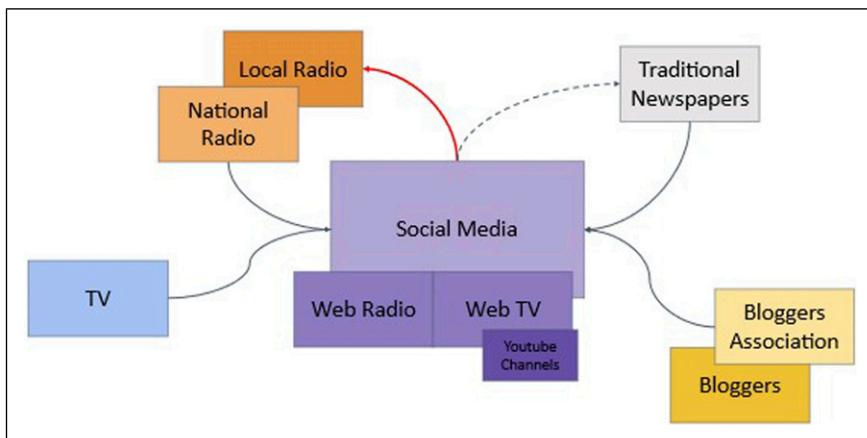 Local Radio
National
Radio
Traditional
Newspapers
Social Media
TV
Web Radio
Web TV
Youtube
Channels
Bloggers
Association
Bloggers